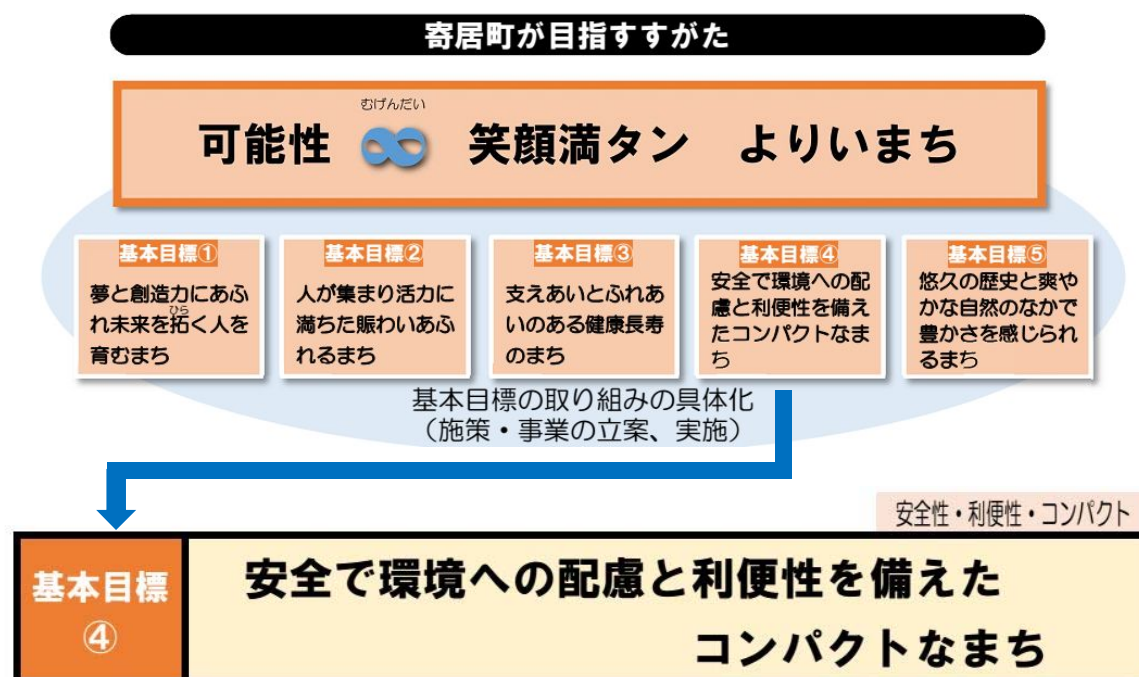 寄居町が目指すすがた
むげんだい
可能性 ∞ 笑顔満タン よりいまち
基本目標①
夢と創造力にあふ
ひら
れ未来を拓く人を
育むまち
基本目標②
人が集まり活力に
満ちた賑わいあふ
れるまち
基本目標③
支えあいとふれあ
いのある健康長寿
のまち
基本目標④
安全で環境への配
慮と利便性を備え
たコンパクトなま
ち
基本目標⑤
悠久の歴史と爽や
かな自然のなかで
豊かさを感じられ
るまち
基本目標の取り組みの具体化
（施策・事業の立案、実施）
安全性・利便性・コンパクト
基本目標
④
安全で環境への配慮と利便性を備えた
コンパクトなまち